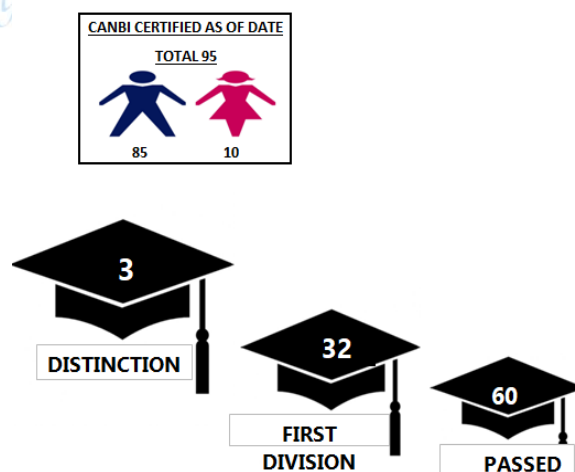 CANBI CERTIFIED AS OF DATE
TOTAL 95
85 10
3
DISTINCTION
32
FIRST
DIVISION
60
PASSED